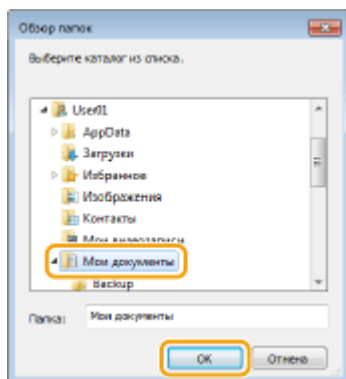 Обзор папок
Выберите каталог из списка.
User01
AppData
Загрузки
Избранное
Изображения
Контакты
Мои видеозаписи
Мои документы
Backup
Папка:
Мои документы
OK
Отмена